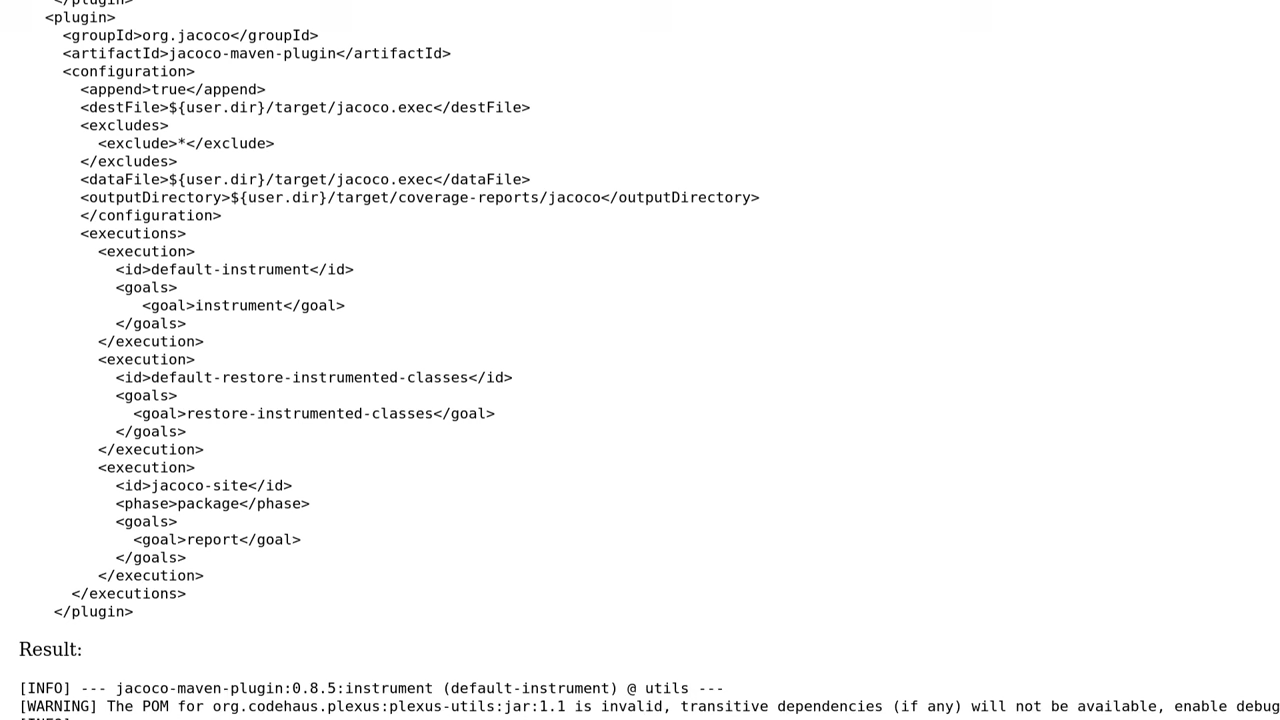 </plugin>
<plugin>
<groupId>org.jacoco</groupId>
<artifactId>jacoco-maven-plugin</artifactId>
<configuration>
<append>true</append>
<destFile>${user.dir}/target/jacoco.exec</destFile>
<excludes>
<exclude>*</exclude>
</excludes>
<dataFile>${user.dir}/target/jacoco.exec</dataFile>
<outputDirectory>${user.dir}/target/coverage-reports/jacoco</outputDirectory>
</configuration>
<executions>
<execution>
<id>default-instrument</id>
<goals>
<goal>instrument</goal>
</goals>
</execution>
<execution>
<id>default-restore-instrumented-classes</id>
<goals>
<goal>restore-instrumented-classes</goal>
</goals>
</execution>
<execution>
<id>jacoco-site</id>
<phase>package</phase>
<goals>
<goal>report</goal>
</goals>
</execution>
</executions>
</plugin>
Result:
[INFO] --- jacoco-maven-plugin:0.8.5:instrument (default-instrument) @ utils ---
[WARNING] The POM for org.codehaus.plexus:plexus-utils:jar:1.1 is invalid, transitive dependencies (if any) will not be available, enable debug